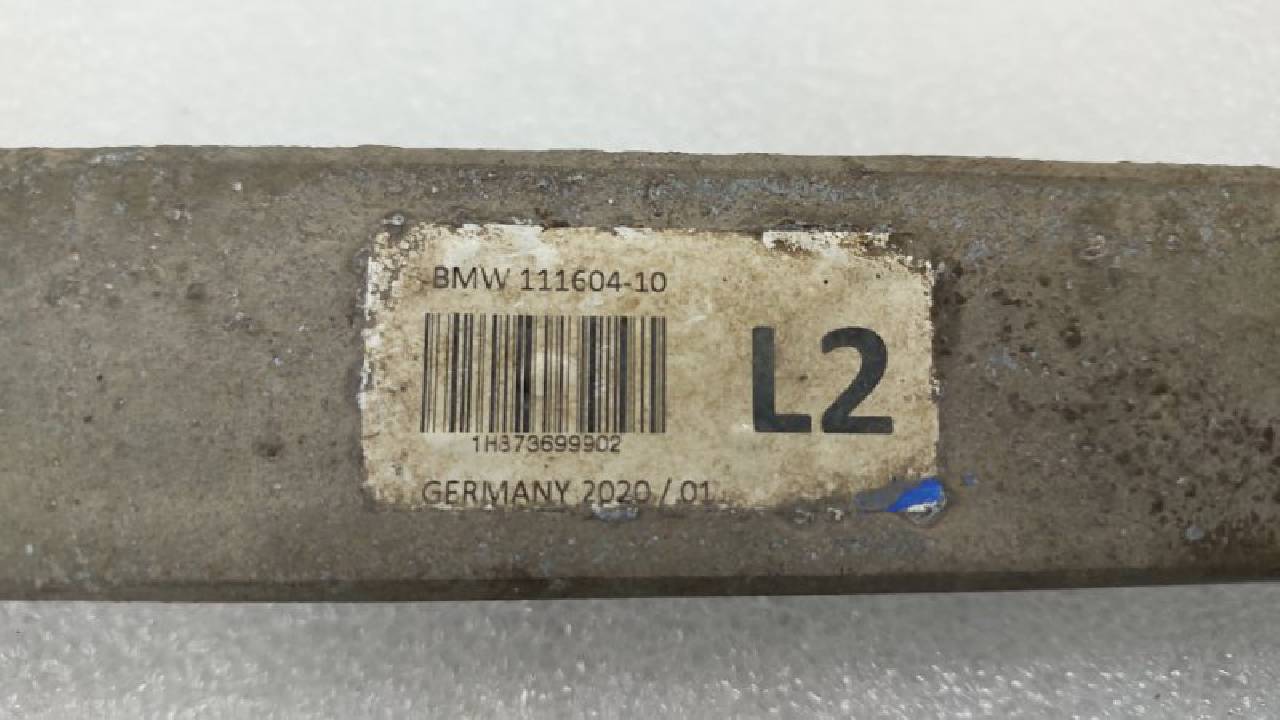 BMW 111604-10
L2
1H373699902
GERMANY 2020 / 01